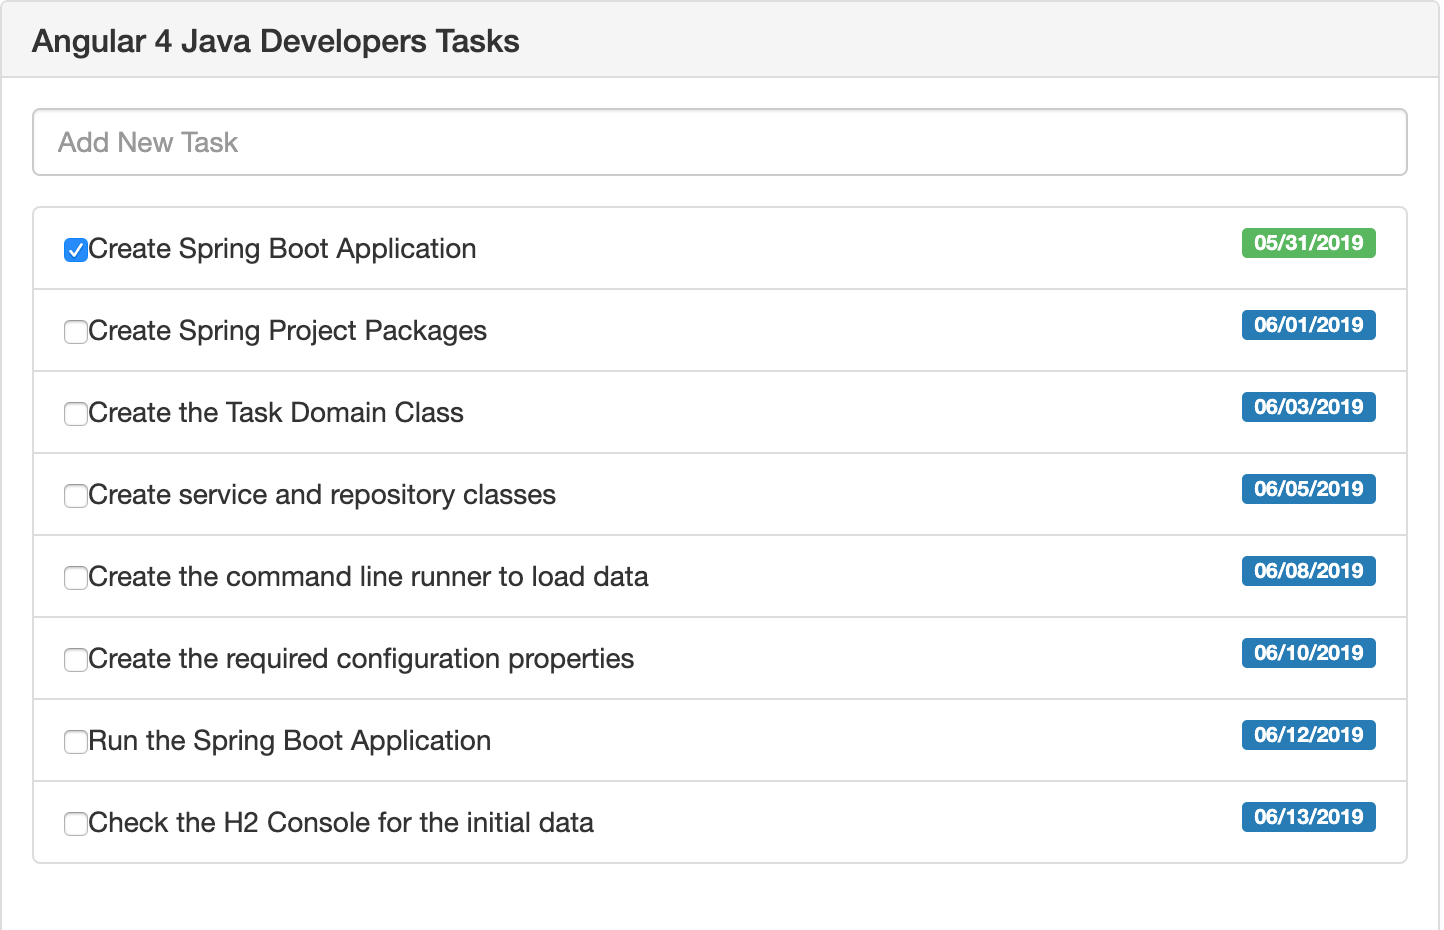 Angular 4 Java Developers Tasks
Add New Task
Create Spring Boot Application 05/31/2019
Create Spring Project Packages 06/01/2019
Create the Task Domain Class 06/03/2019
Create service and repository classes 06/05/2019
Create the command line runner to load data 06/08/2019
Create the required configuration properties 06/10/2019
Run the Spring Boot Application 06/12/2019
Check the H2 Console for the initial data 06/13/2019